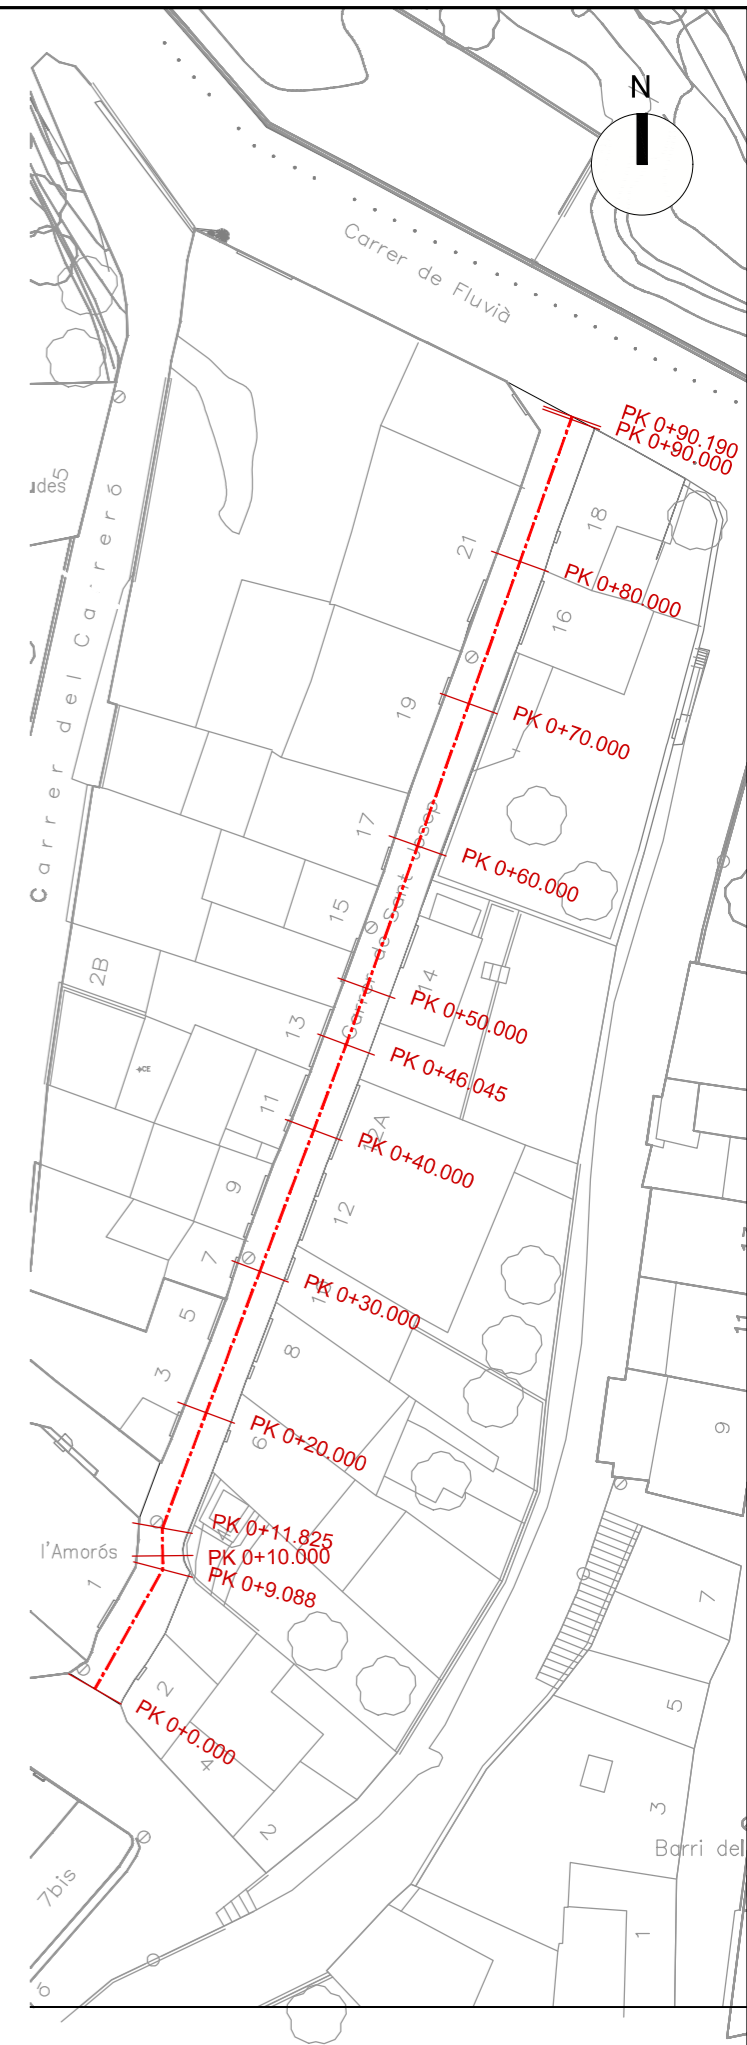 N
Carrer de Fluvià
PK 0+90.190
PK 0+90.000
5
Carrer del Carreró
18
21
PK 0+80.000
16
19
PK 0+70.000
17
PK 0+60.000
15
Carrer de Sant Josep
2B
14
PK 0+50.000
13
CE
PK 0+46.045
11
12A
PK 0+40.000
9
12
7
PK 0+30.000
5
8
11
3
9
PK 0+20.000
6
PK 0+11.825
l'Amorós
PK 0+10.000
PK 0+9.088
1
7
2
5
PK 0+0.000
4
3
2
Barri del
7bis
1